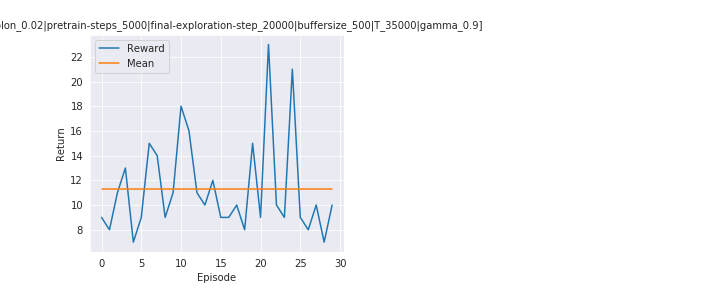 lon_0.02|pretrain-steps_5000|final-exploration-step_20000|buffersize_500|T_35000|gamma_0.9]
Reward
Mean
22
20
18
16
14
12
10
8
Return
0 5 10 15 20 25 30
Episode